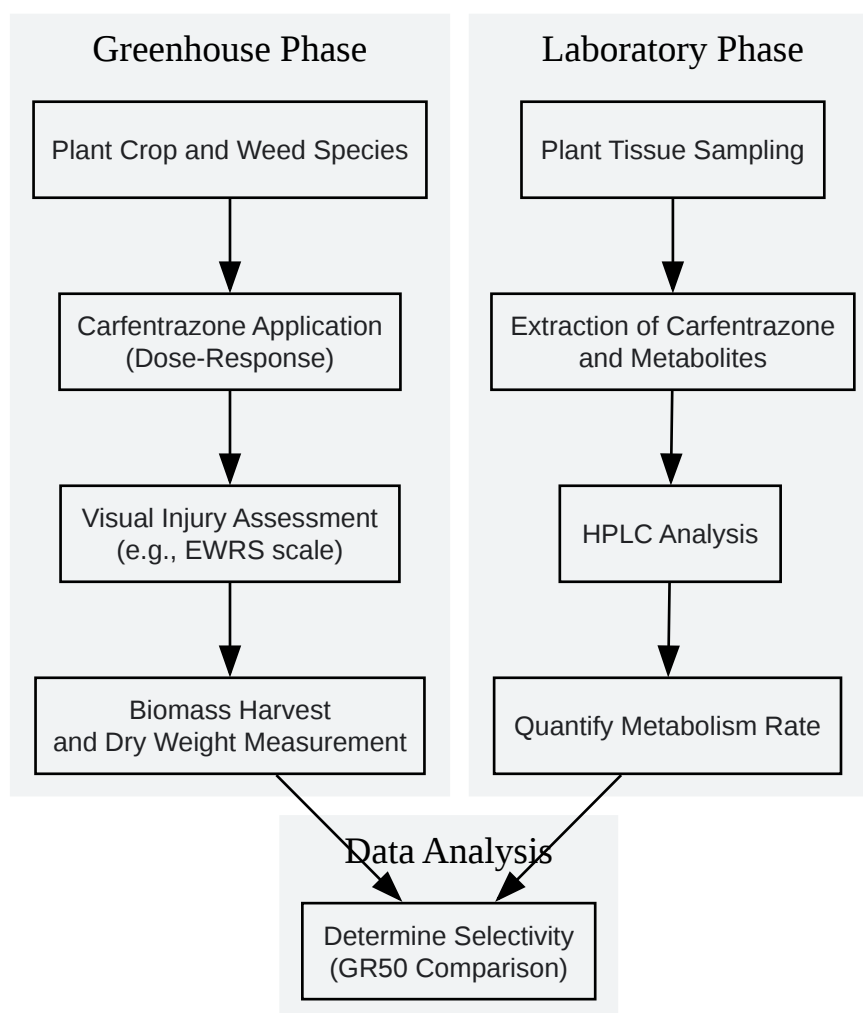 Greenhouse Phase
Plant Crop and Weed Species
Carfentrazone Application
(Dose-Response)
Visual Injury Assessment
(e.g., EWRS scale)
Biomass Harvest
and Dry Weight Measurement
Laboratory Phase
Plant Tissue Sampling
Extraction of Carfentrazone
and Metabolites
HPLC Analysis
Quantify Metabolism Rate
Data Analysis
Determine Selectivity
(GR50 Comparison)